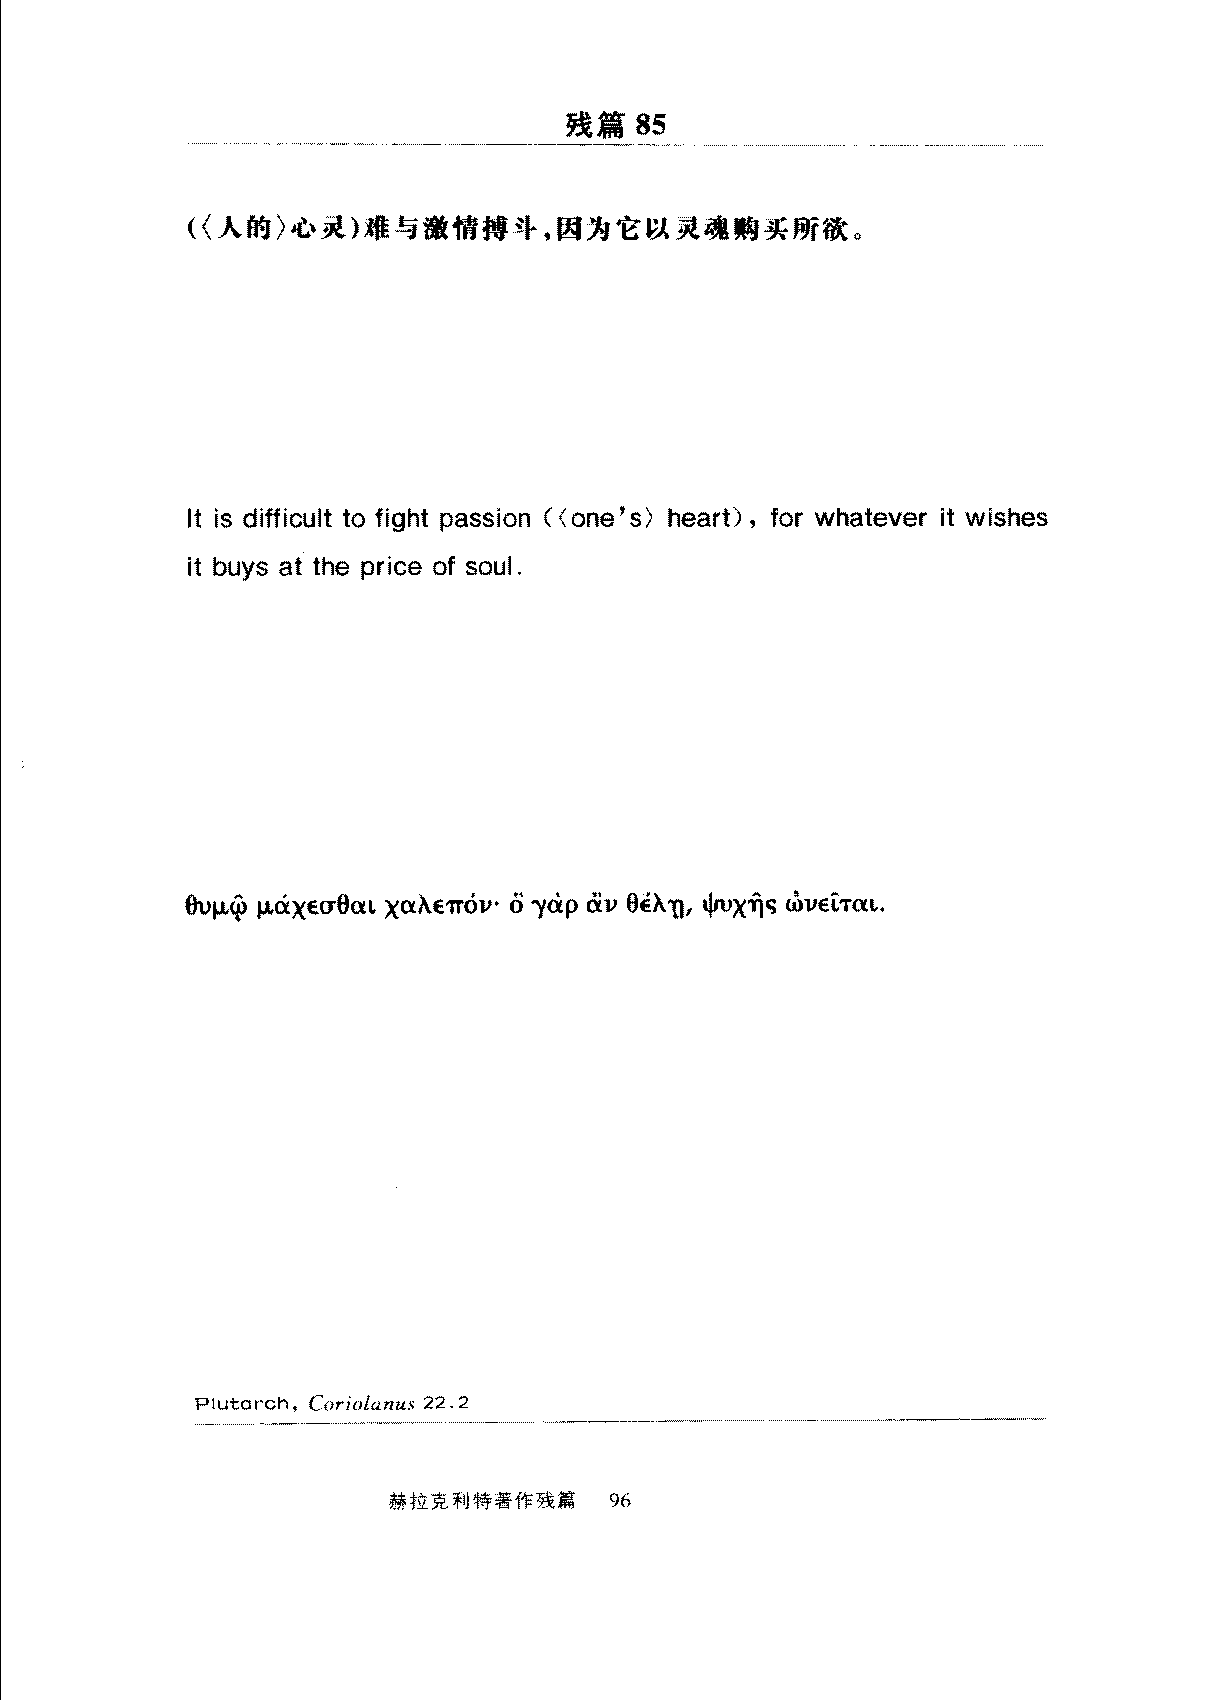 残篇 85
(〈人的〉心灵)难与激情搏斗,因为它以灵魂购买所欲。
It is difficult to fight passion (〈one's〉 heart), for whatever it wishes
it buys at the price of soul.
θυμῷ μάχεσθαι χαλεπόν· ὃ γὰρ ἂν θέλῃ, ψυχῆς ὠνεῖται.
Plutarch, Coriolanus 22.2
赫拉克利特著作残篇 96